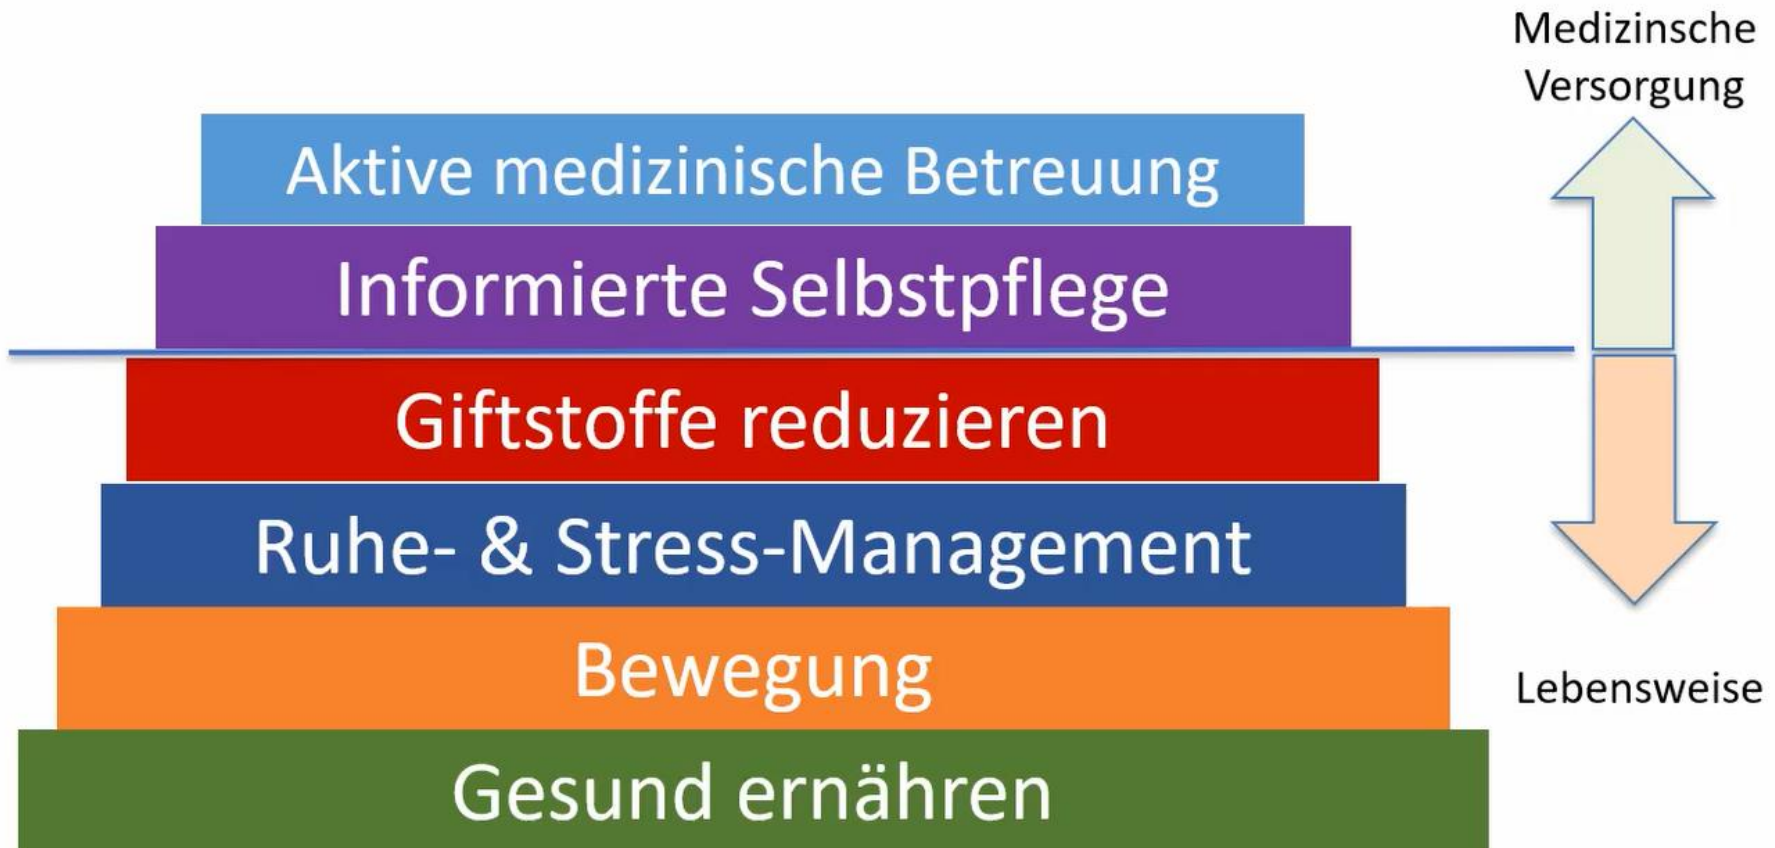 Medizinsche
Versorgung
Aktive medizinische Betreuung
Informierte Selbstpflege
Giftstoffe reduzieren
Ruhe- & Stress-Management
Bewegung
Lebensweise
Gesund ernähren